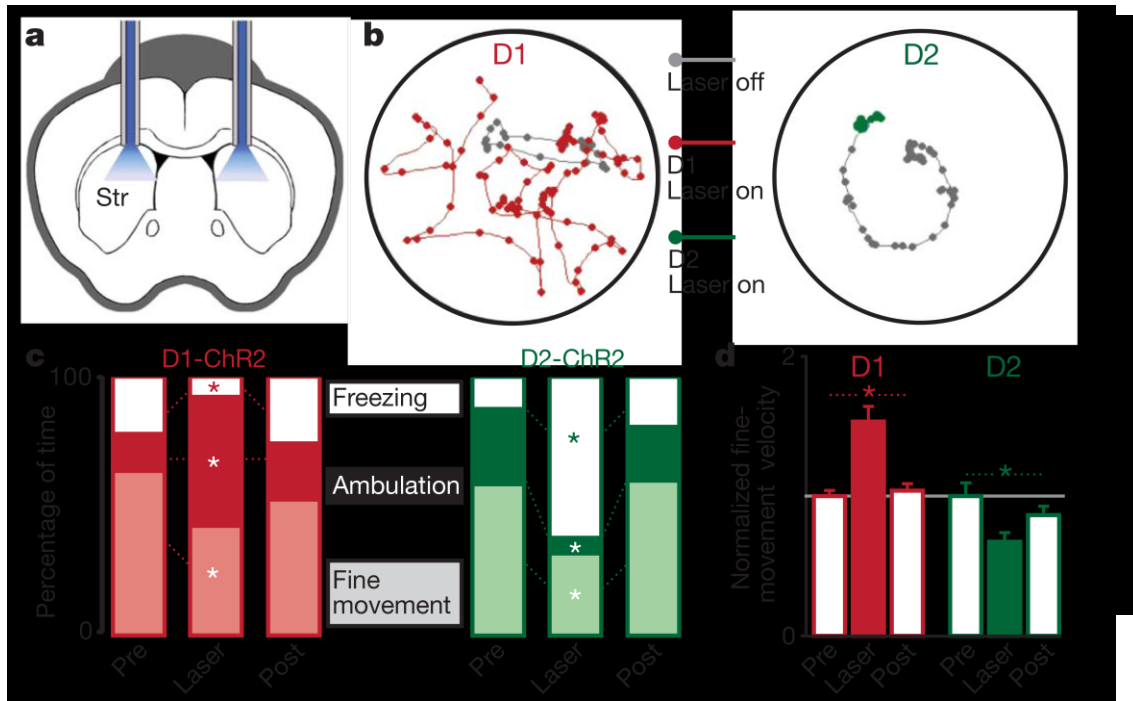 a
Str
b
D1
Laser off
D1
Laser on
D2
Laser on
D2
c
D1-ChR2
D2-ChR2
Percentage of time
100
0
*
*
*
Freezing
Ambulation
Fine
movement
*
*
*
Pre
Laser
Post
Pre
Laser
Post
d
Normalized fine-
movement velocity
2
0
D1
*
D2
*
Pre
Laser
Post
Pre
Laser
Post